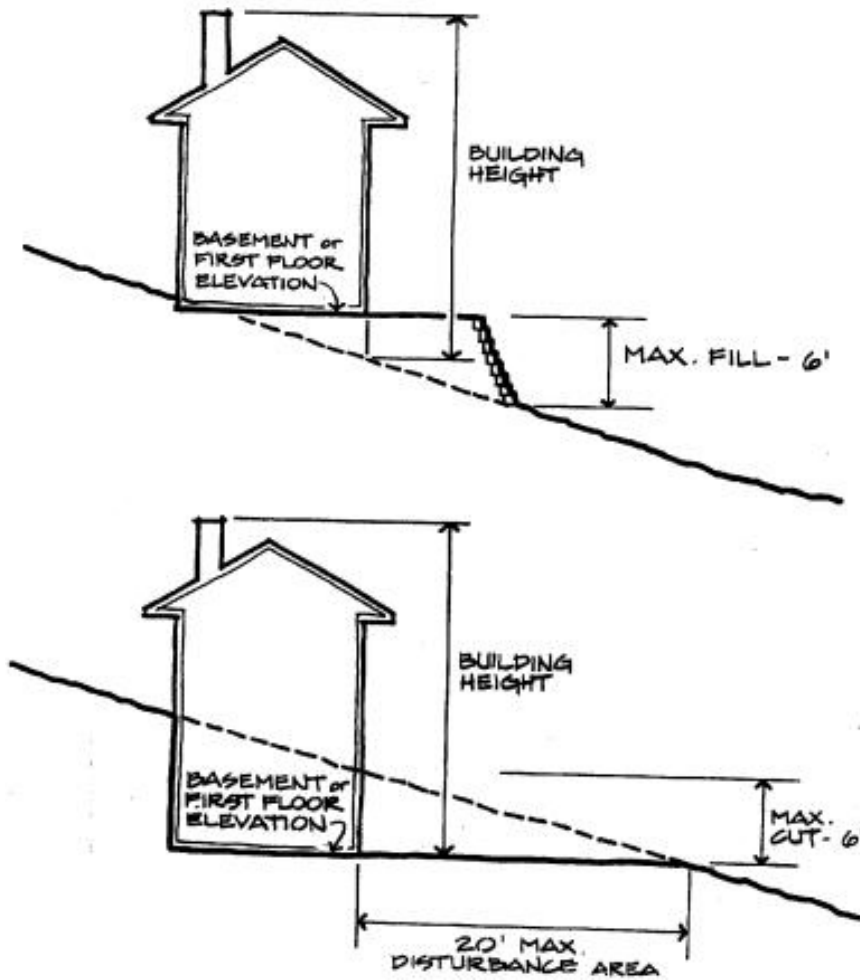 BUILDING
HEIGHT
BASEMENT or
FIRST FLOOR
ELEVATION
MAX. FILL - 6'
BUILDING
HEIGHT
BASEMENT or
FIRST FLOOR
ELEVATION
MAX.
CUT - 6
20' MAX.
DISTURBANCE AREA